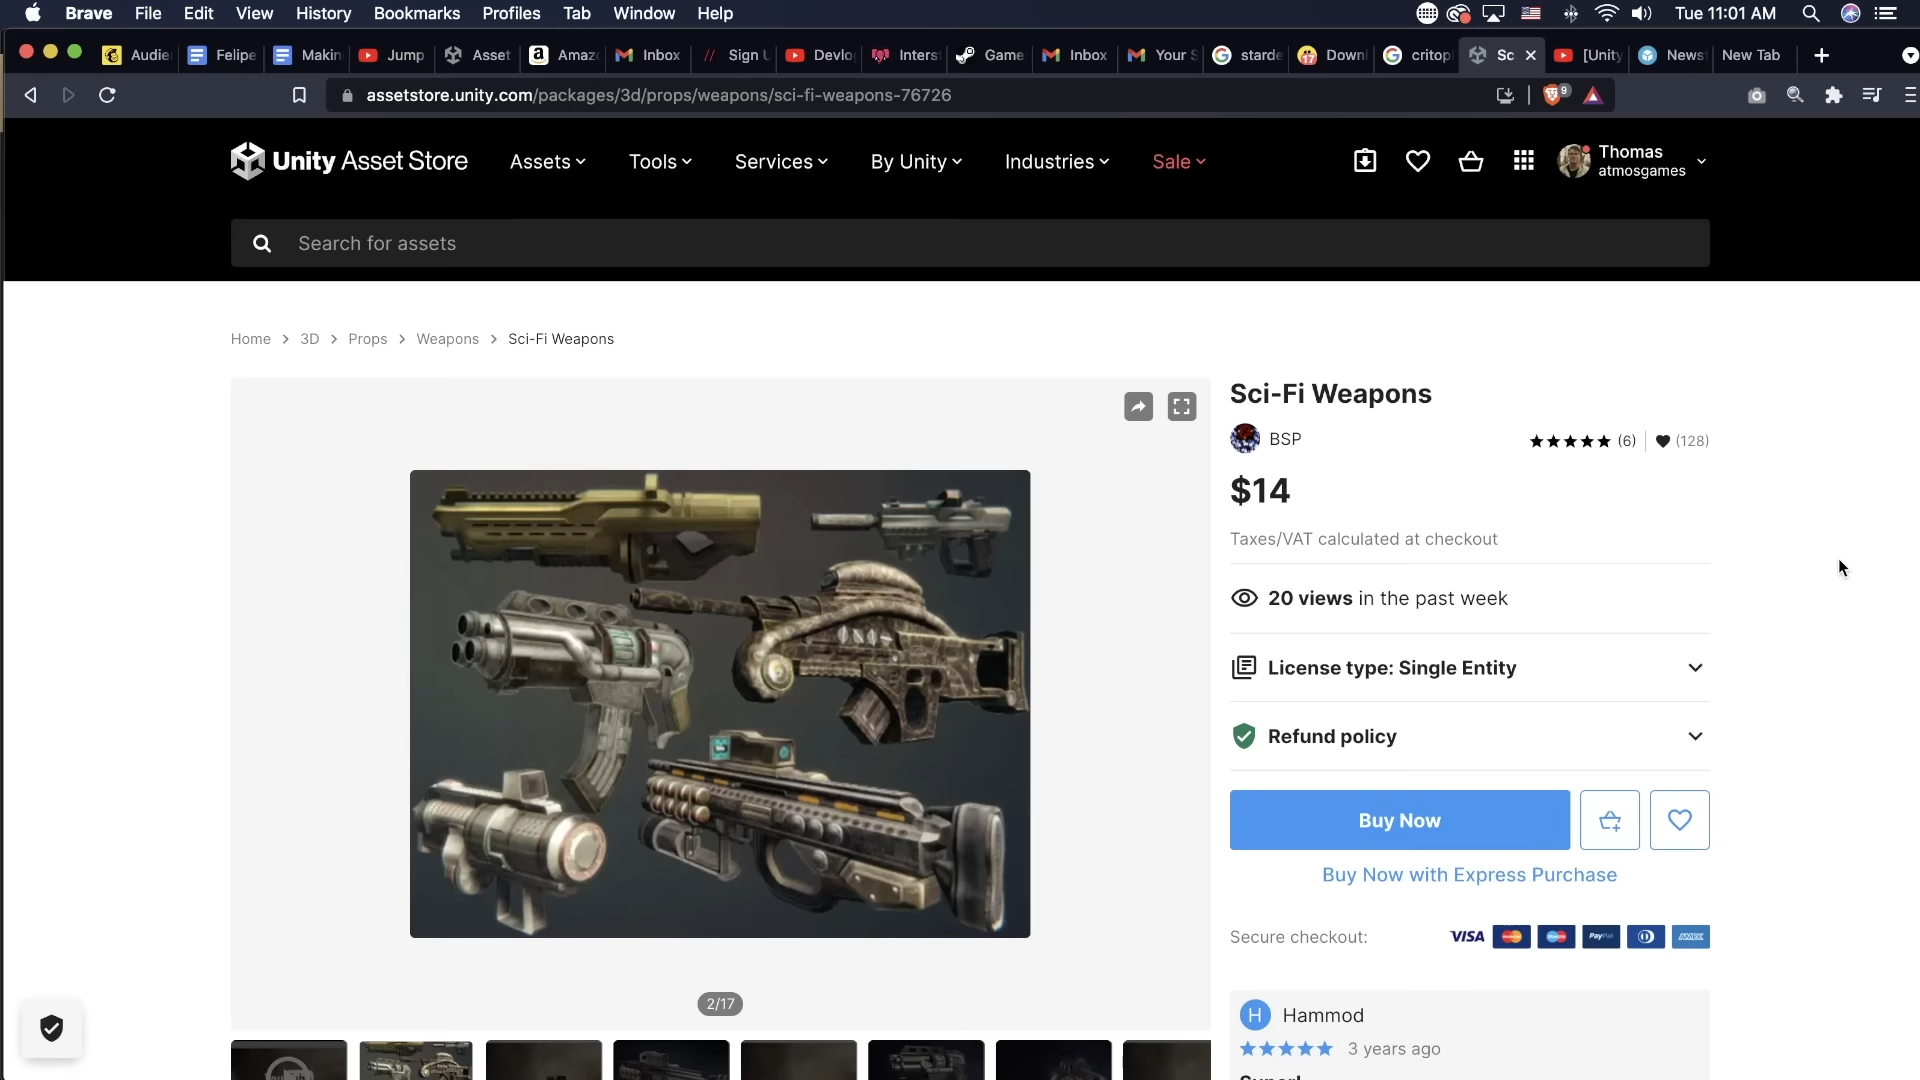 Brave File Edit View History Bookmarks Profiles Tab Window Help Tue 11:01 AM
Audie Felipe Makin Jump Asset Amaz Inbox Sign U Devlo Inters Game Inbox Your S starde Downl critop Sc [Unity News New Tab
assetstore.unity.com/packages/3d/props/weapons/sci-fi-weapons-76726 9
Unity Asset Store Assets Tools Services By Unity Industries Sale Thomas
atmosgames
Search for assets
Home > 3D > Props > Weapons > Sci-Fi Weapons
Sci-Fi Weapons
BSP ★★★★★ (6) (128)
$14
Taxes/VAT calculated at checkout
20 views in the past week
License type: Single Entity
Refund policy
Buy Now
Buy Now with Express Purchase
Secure checkout: VISA PayPal AMEX
2/17
H Hammod
★★★★★ 3 years ago